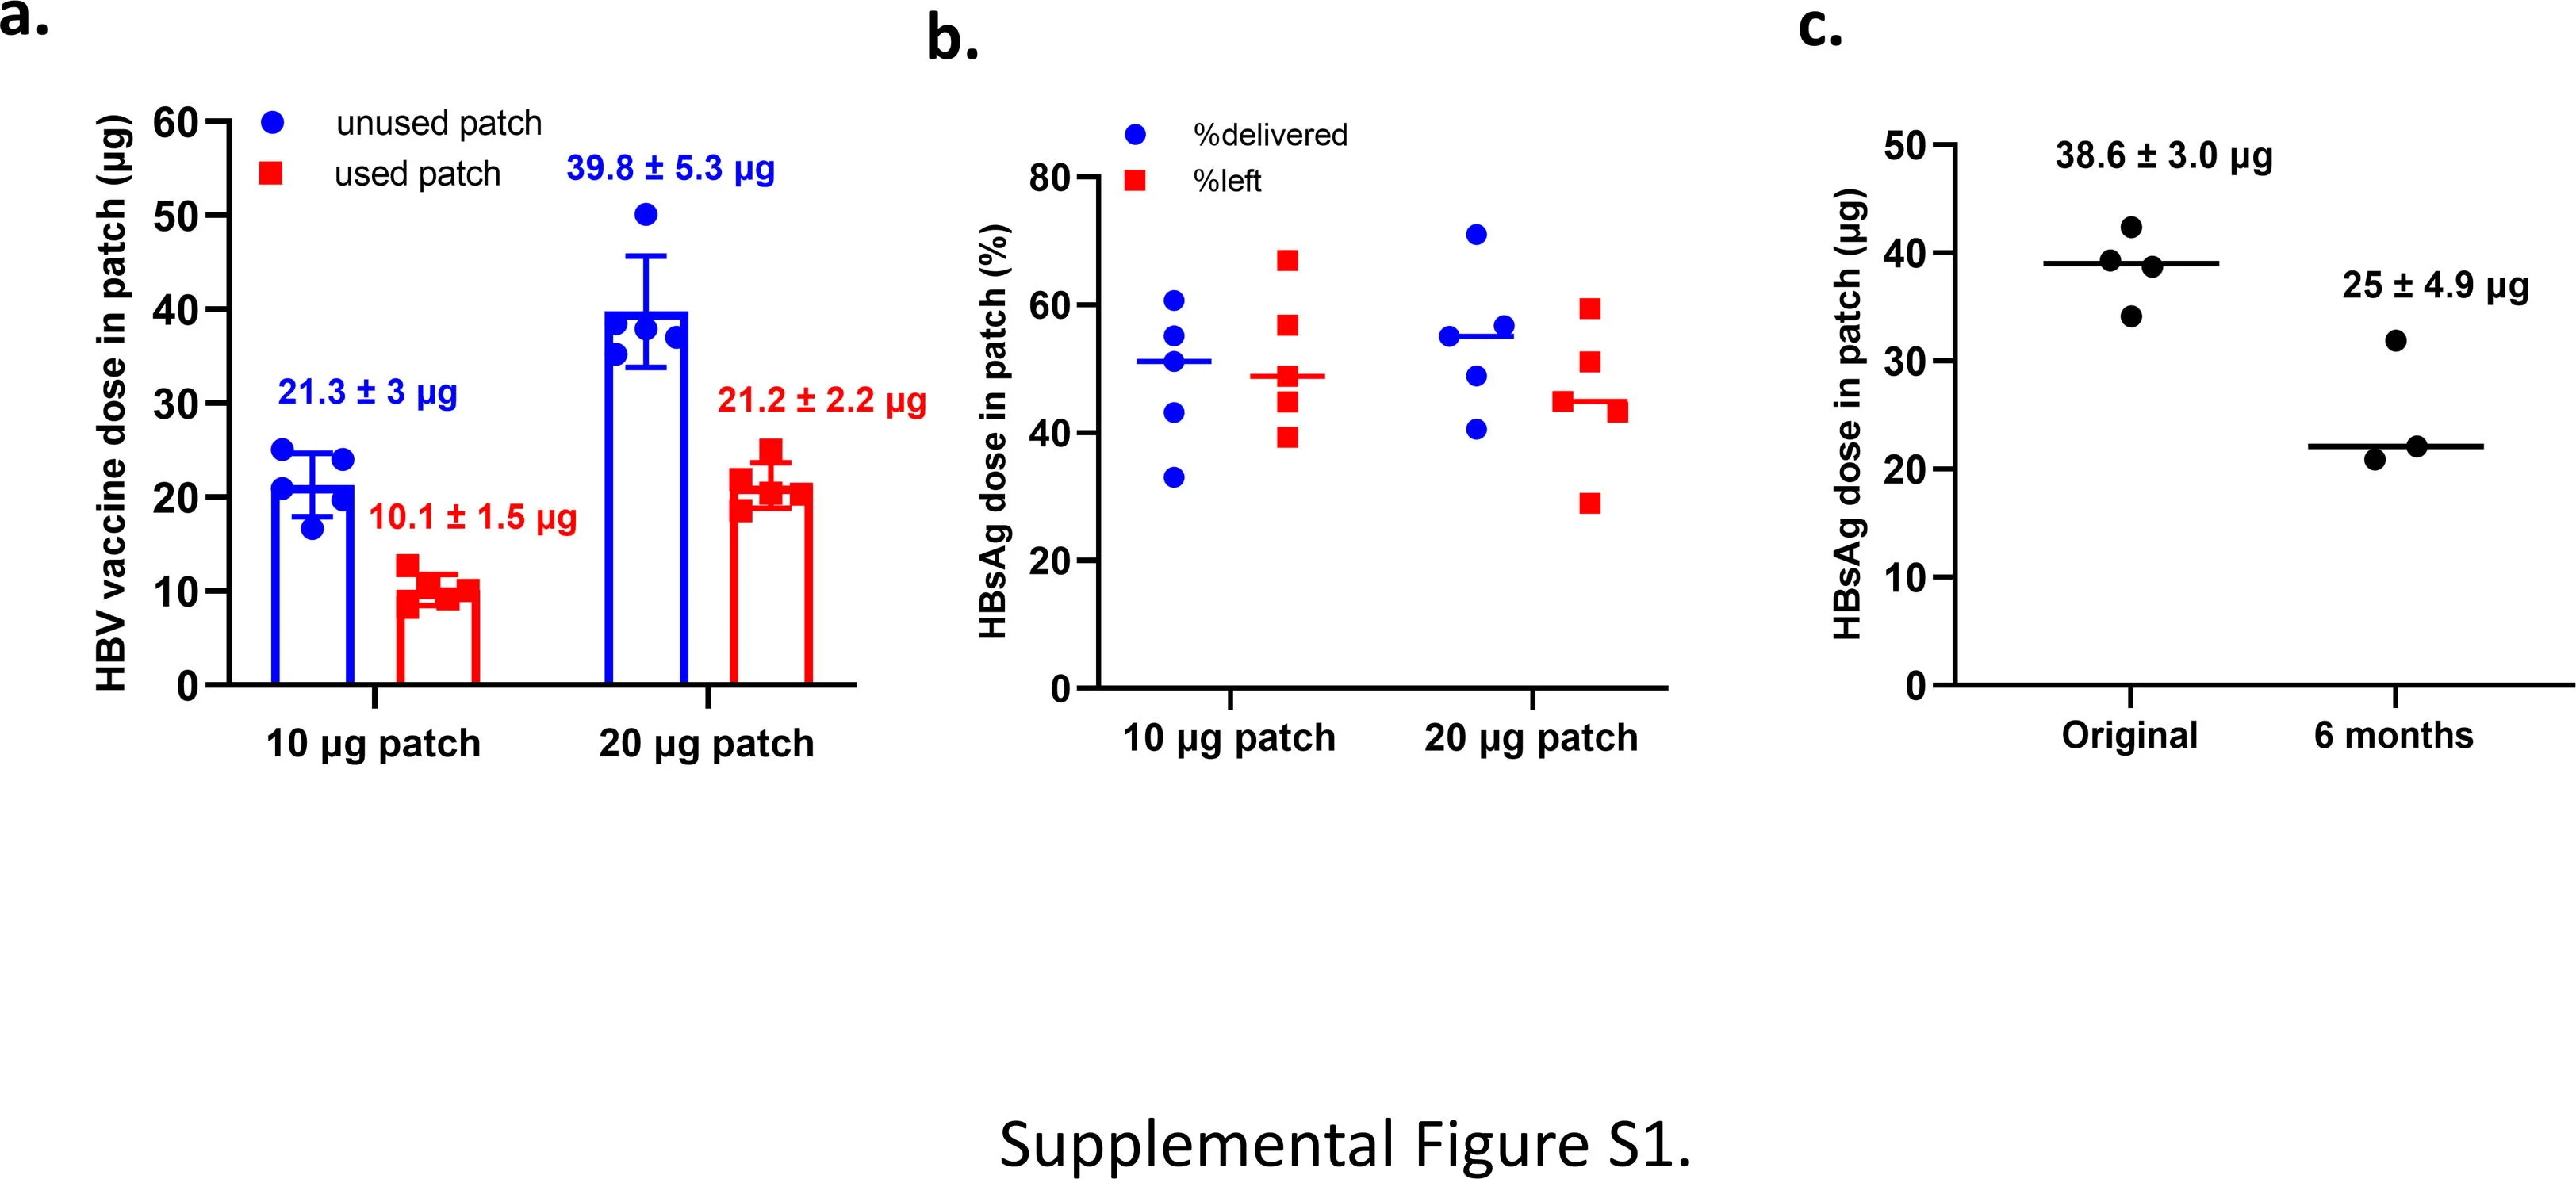 a.
HBV vaccine dose in patch (µg)
60
50
40
30
20
10
0
unused patch
used patch
21.3 ± 3 µg
10.1 ± 1.5 µg
39.8 ± 5.3 µg
21.2 ± 2.2 µg
10 µg patch
20 µg patch
b.
HBsAg dose in patch (%)
80
60
40
20
0
%delivered
%left
10 µg patch
20 µg patch
c.
HBsAg dose in patch (µg)
50
40
30
20
10
0
38.6 ± 3.0 µg
25 ± 4.9 µg
Original
6 months
Supplemental Figure S1.